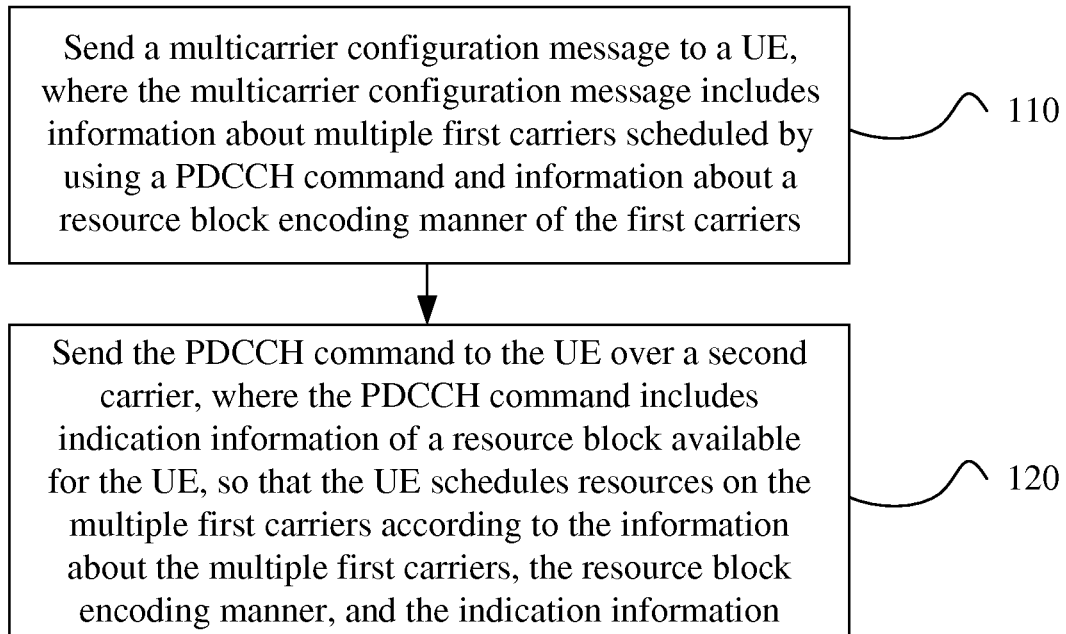 Send a multicarrier configuration message to a UE,
where the multicarrier configuration message includes
information about multiple first carriers scheduled by
using a PDCCH command and information about a
resource block encoding manner of the first carriers
110
Send the PDCCH command to the UE over a second
carrier, where the PDCCH command includes
indication information of a resource block available
for the UE, so that the UE schedules resources on the
multiple first carriers according to the information
about the multiple first carriers, the resource block
encoding manner, and the indication information
120